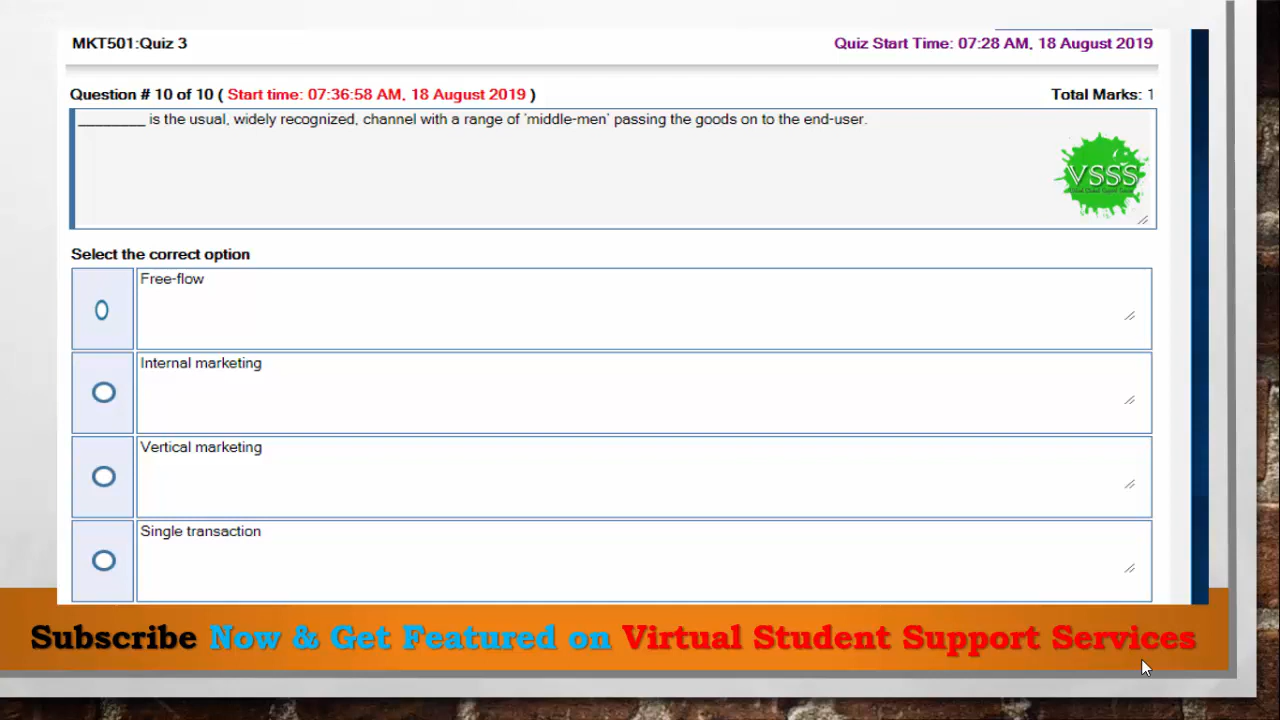 MKT501:Quiz 3
Quiz Start Time: 07:28 AM, 18 August 2019
Question # 10 of 10 ( Start time: 07:36:58 AM, 18 August 2019 )
Total Marks: 1
________ is the usual, widely recognized, channel with a range of 'middle-men' passing the goods on to the end-user.
VSSS
Select the correct option
Free-flow
Internal marketing
Vertical marketing
Single transaction
Subscribe Now & Get Featured on Virtual Student Support Services